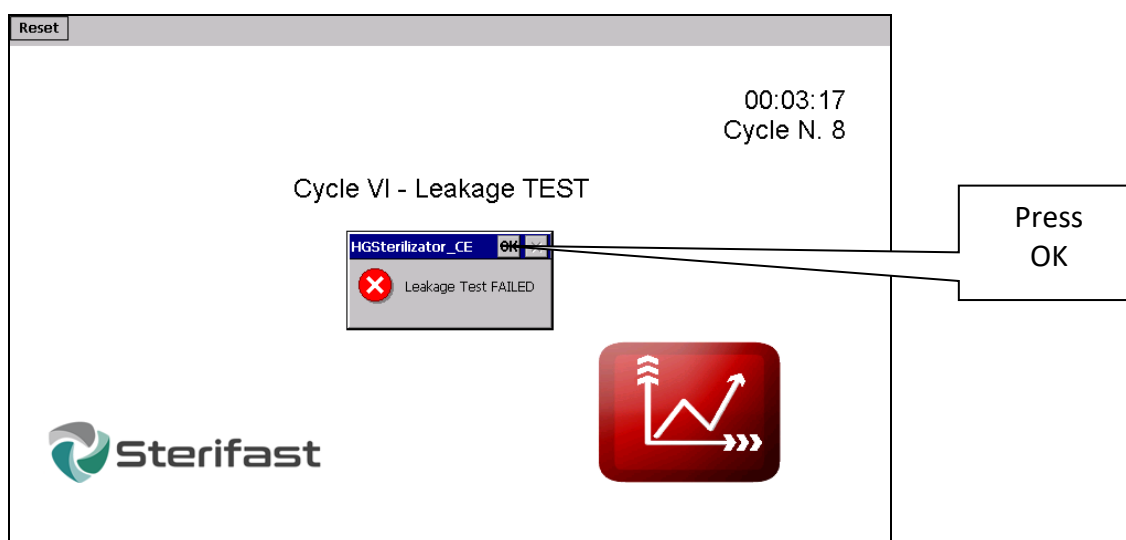 Reset
00:03:17
Cycle N. 8
Cycle VI - Leakage TEST
HGSterilizator_CE OK
Leakage Test FAILED
Press
OK
Sterifast